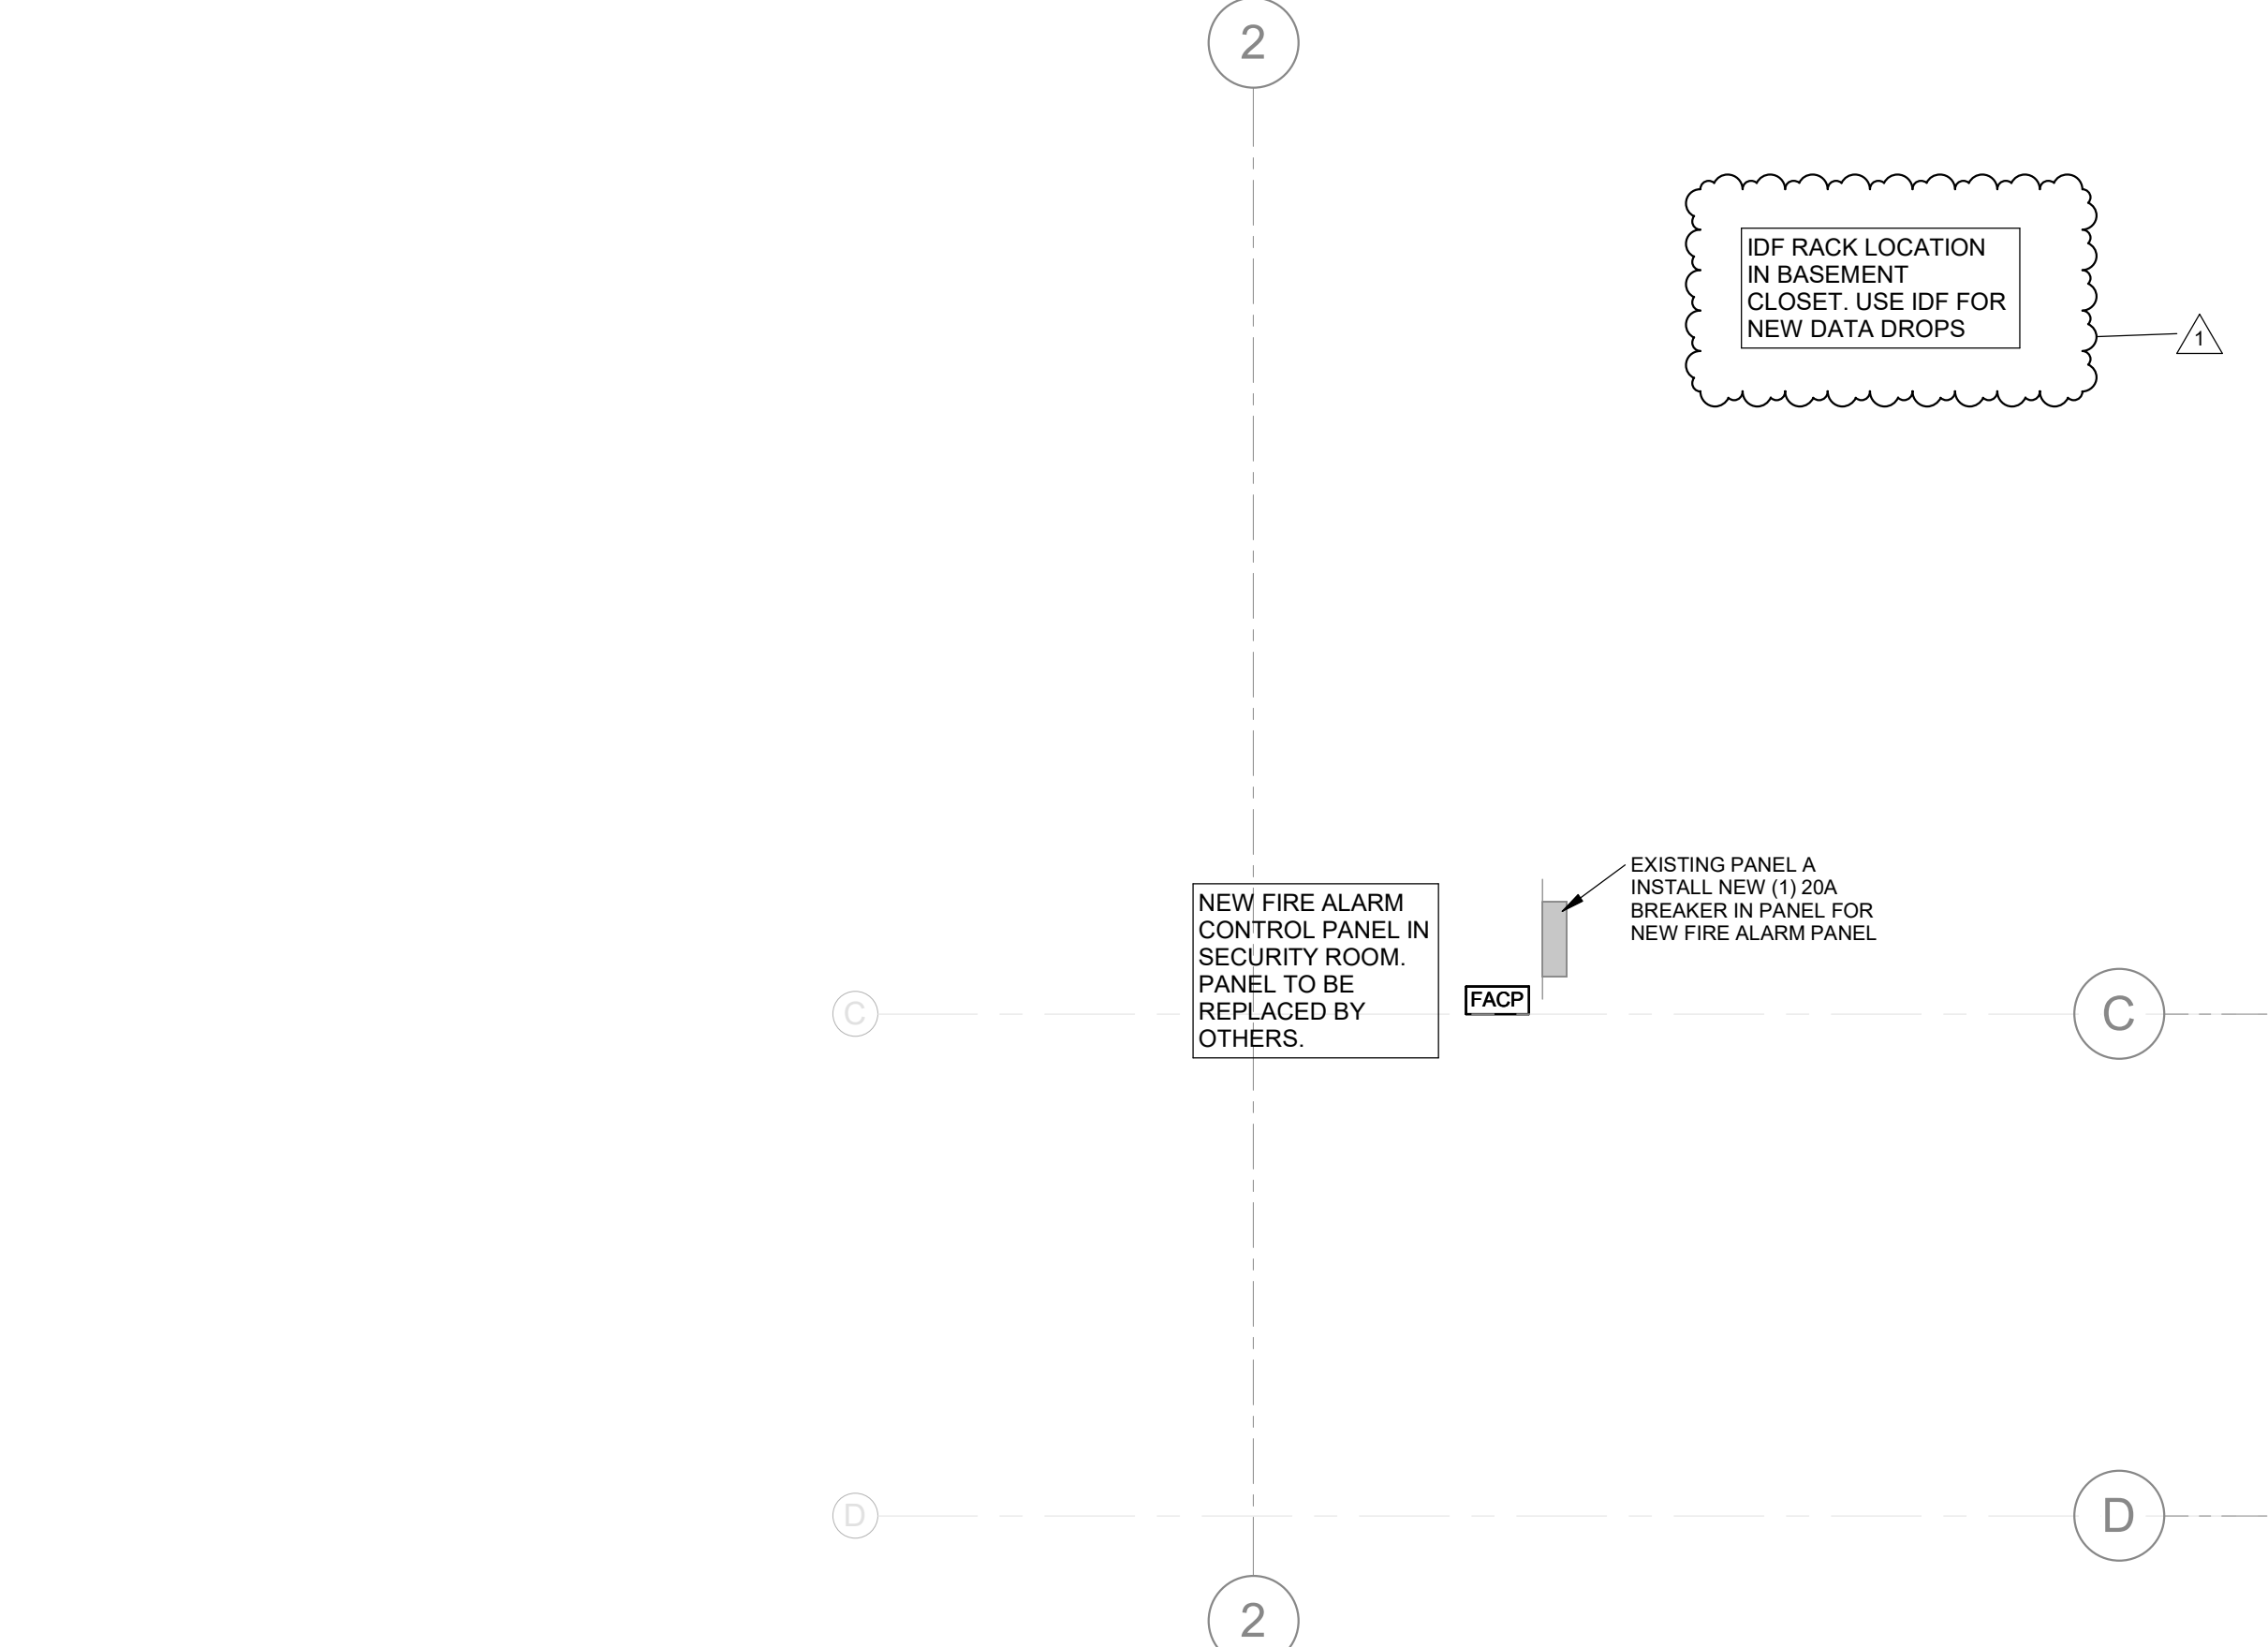 2
IDF RACK LOCATION
IN BASEMENT
CLOSET. USE IDF FOR
NEW DATA DROPS
1
EXISTING PANEL A
INSTALL NEW (1) 20A
BREAKER IN PANEL FOR
NEW FIRE ALARM PANEL
NEW FIRE ALARM
CONTROL PANEL IN
SECURITY ROOM.
PANEL TO BE
REPLACED BY
OTHERS.
FACP
C
C
D
D
2